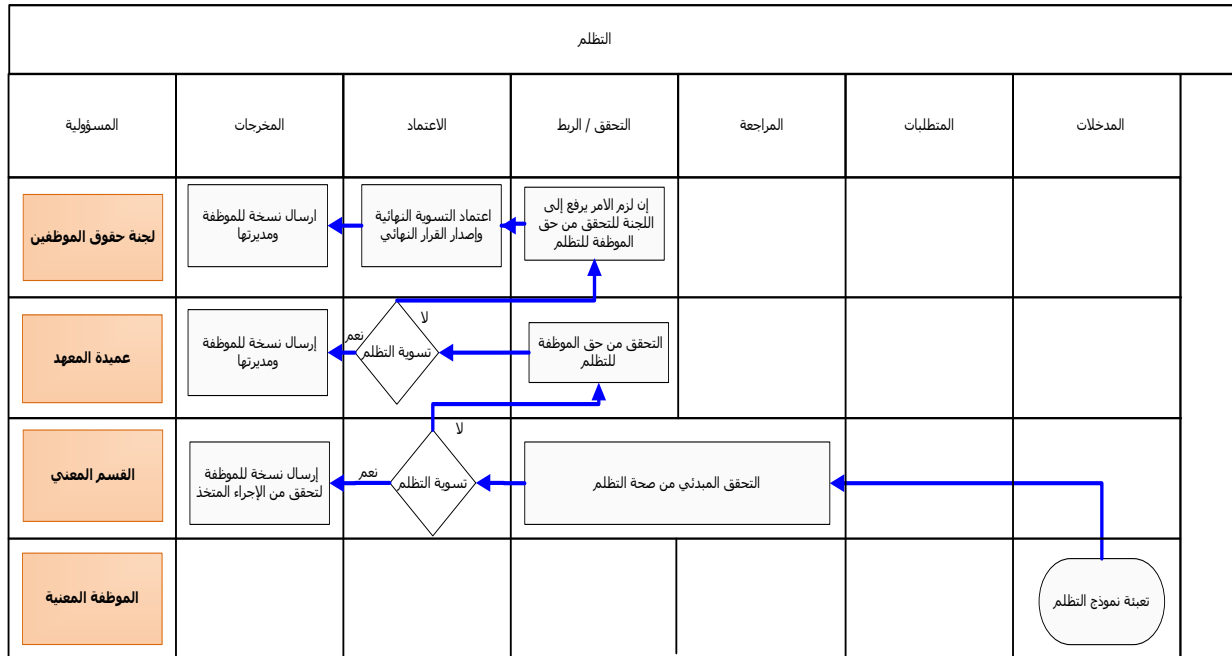 التظلم
المدخلات
المتطلبات
المراجعة
التحقق / الربط
الاعتماد
المخرجات
المسؤولية
إن لزم الامر يرفع إلى
اللجنة للتحقق من حق
الموظفة للتظلم
اعتماد التسوية النهائية
وإصدار القرار النهائي
ارسال نسخة للموظفة
ومديرتها
لجنة حقوق الموظفين
التحقق من حق الموظفة
للتظلم
لا
تسوية التظلم
نعم
إرسال نسخة للموظفة
ومديرتها
عميدة المعهد
التحقق المبدئي من صحة التظلم
لا
تسوية التظلم
نعم
إرسال نسخة للموظفة
لتحقق من الإجراء المتخذ
القسم المعني
تعبئة نموذج التظلم
الموظفة المعنية